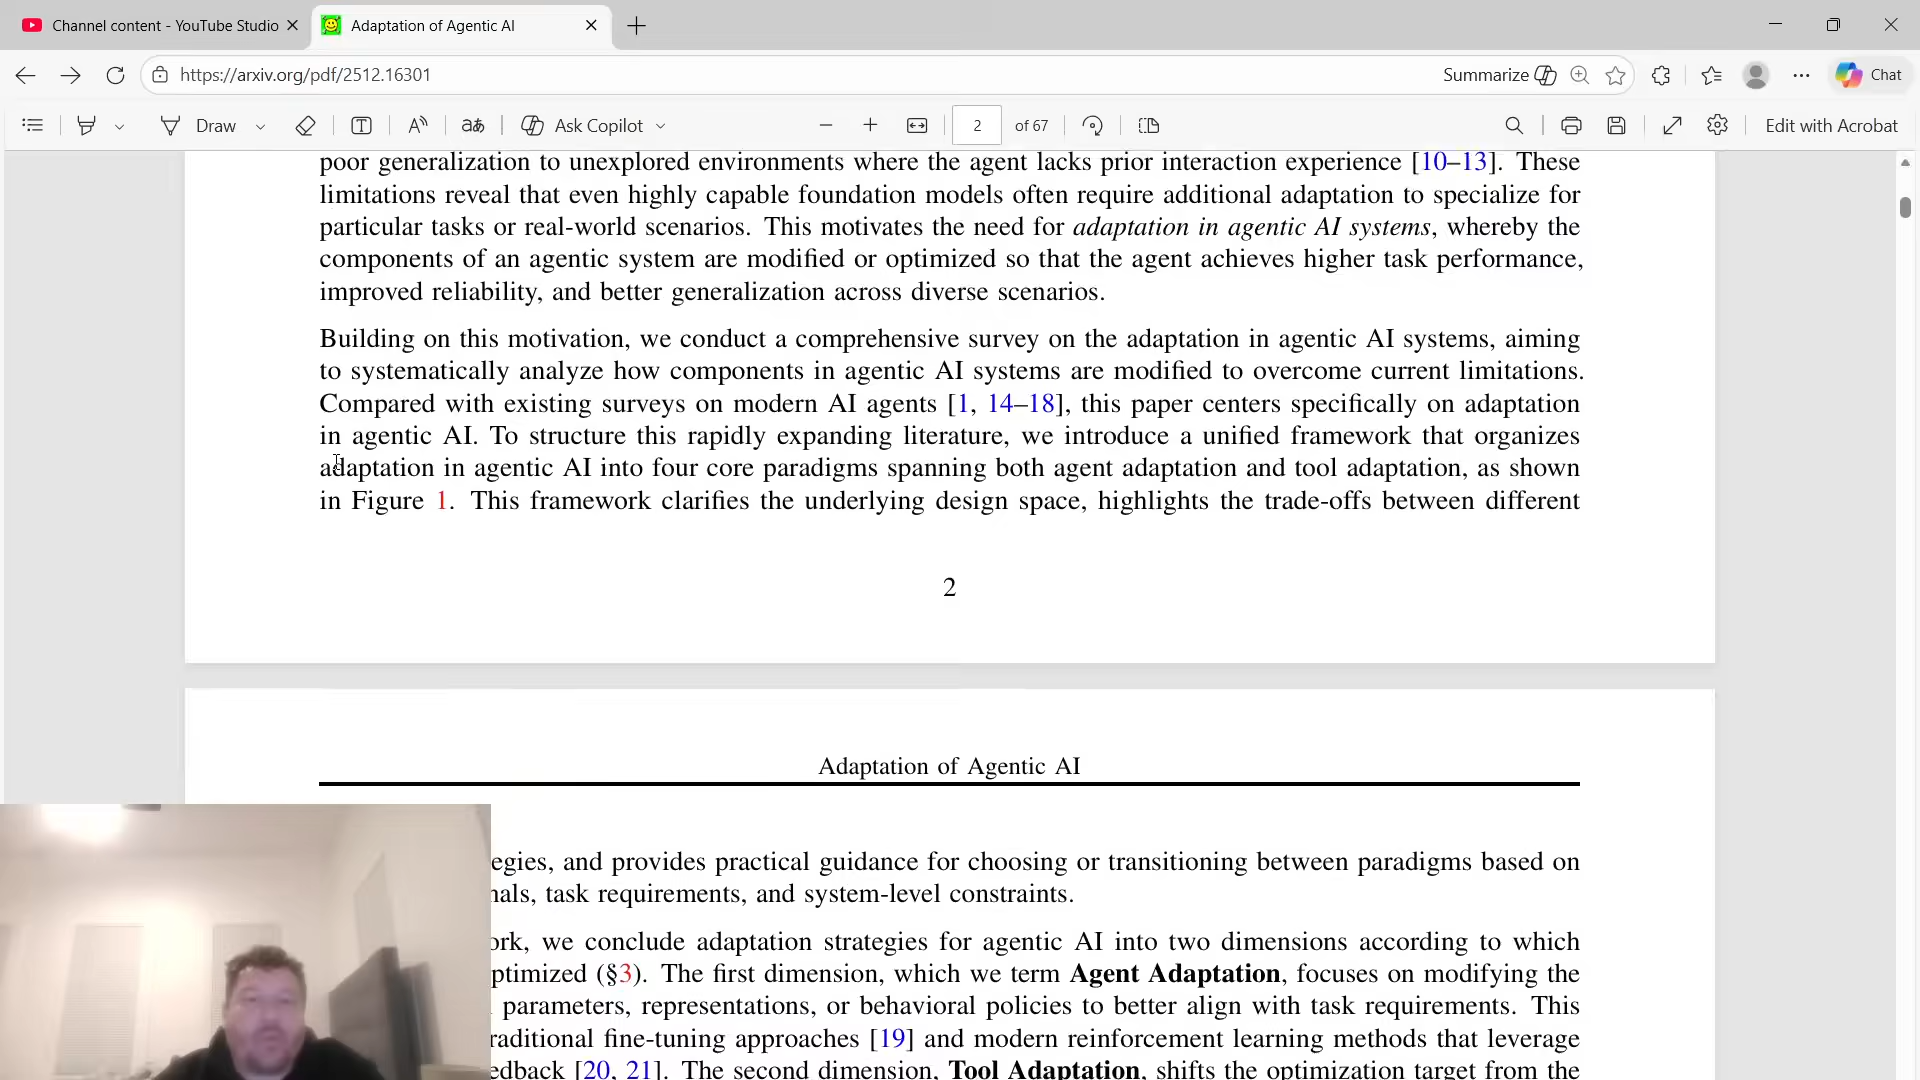 Channel content - YouTube Studio
Adaptation of Agentic AI
https://arxiv.org/pdf/2512.16301
Summarize
Chat
Draw
Ask Copilot
2 of 67
Edit with Acrobat
poor generalization to unexplored environments where the agent lacks prior interaction experience [10–13]. These
limitations reveal that even highly capable foundation models often require additional adaptation to specialize for
particular tasks or real-world scenarios. This motivates the need for adaptation in agentic AI systems, whereby the
components of an agentic system are modified or optimized so that the agent achieves higher task performance,
improved reliability, and better generalization across diverse scenarios.
Building on this motivation, we conduct a comprehensive survey on the adaptation in agentic AI systems, aiming
to systematically analyze how components in agentic AI systems are modified to overcome current limitations.
Compared with existing surveys on modern AI agents [1, 14–18], this paper centers specifically on adaptation
in agentic AI. To structure this rapidly expanding literature, we introduce a unified framework that organizes
adaptation in agentic AI into four core paradigms spanning both agent adaptation and tool adaptation, as shown
in Figure 1. This framework clarifies the underlying design space, highlights the trade-offs between different
2
Adaptation of Agentic AI
egies, and provides practical guidance for choosing or transitioning between paradigms based on
nals, task requirements, and system-level constraints.
ork, we conclude adaptation strategies for agentic AI into two dimensions according to which
ptimized (§3). The first dimension, which we term Agent Adaptation, focuses on modifying the
parameters, representations, or behavioral policies to better align with task requirements. This
raditional fine-tuning approaches [19] and modern reinforcement learning methods that leverage
edback [20, 21]. The second dimension, Tool Adaptation, shifts the optimization target from the